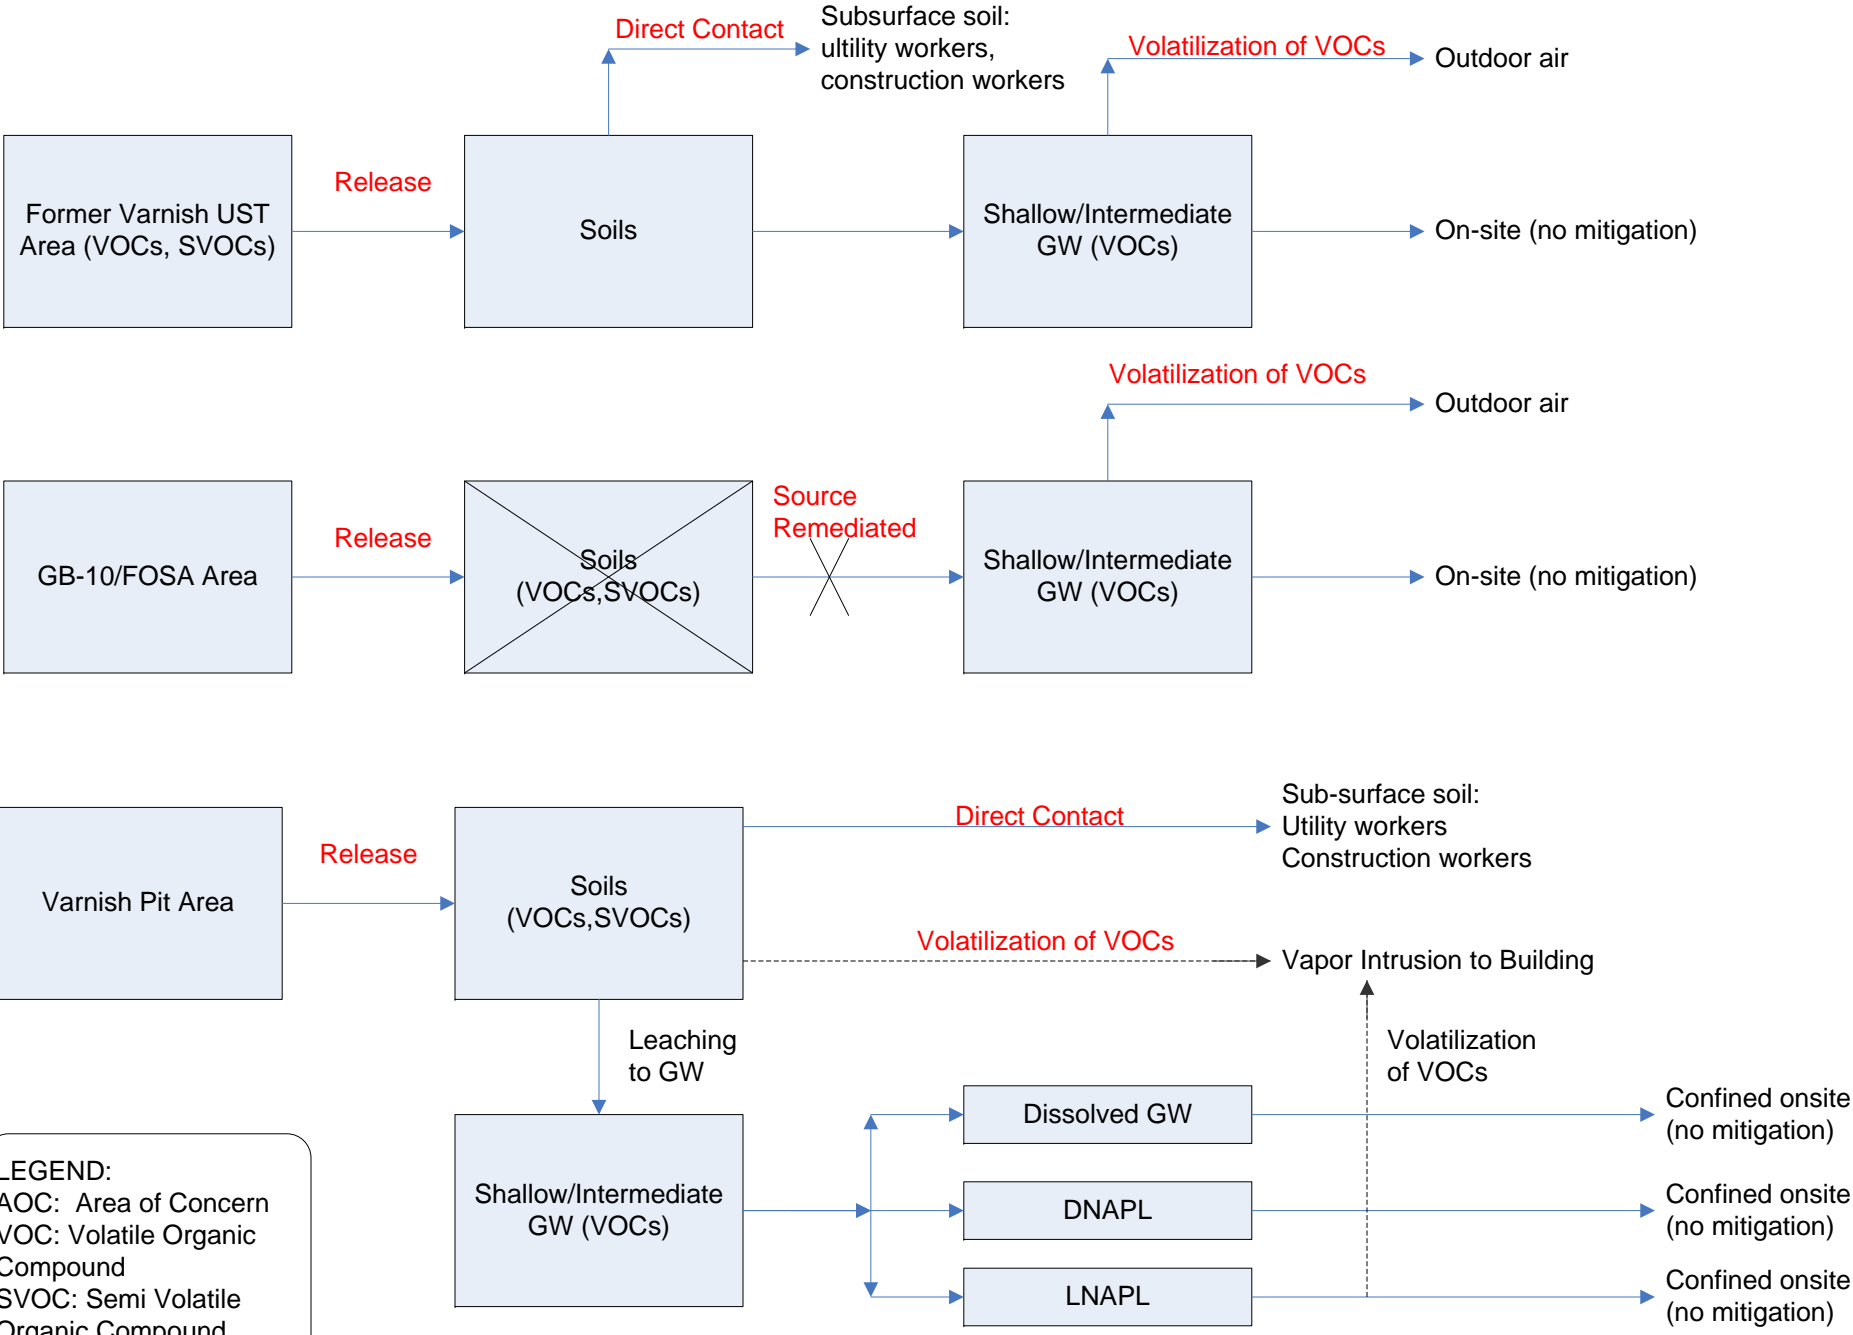 Direct Contact
Subsurface soil:
ultility workers,
construction workers
Volatilization of VOCs
Outdoor air
Former Varnish UST
Area (VOCs, SVOCs)
Release
Soils
Shallow/Intermediate
GW (VOCs)
On-site (no mitigation)
Volatilization of VOCs
Outdoor air
GB-10/FOSA Area
Release
Soils
(VOCs,SVOCs)
Source
Remediated
Shallow/Intermediate
GW (VOCs)
On-site (no mitigation)
Varnish Pit Area
Release
Soils
(VOCs,SVOCs)
Direct Contact
Sub-surface soil:
Utility workers
Construction workers
Volatilization of VOCs
Vapor Intrusion to Building
Leaching
to GW
Volatilization
of VOCs
Shallow/Intermediate
GW (VOCs)
Dissolved GW
Confined onsite
(no mitigation)
DNAPL
Confined onsite
(no mitigation)
LNAPL
Confined onsite
(no mitigation)
LEGEND:
AOC: Area of Concern
VOC: Volatile Organic
Compound
SVOC: Semi Volatile
Organic Compound